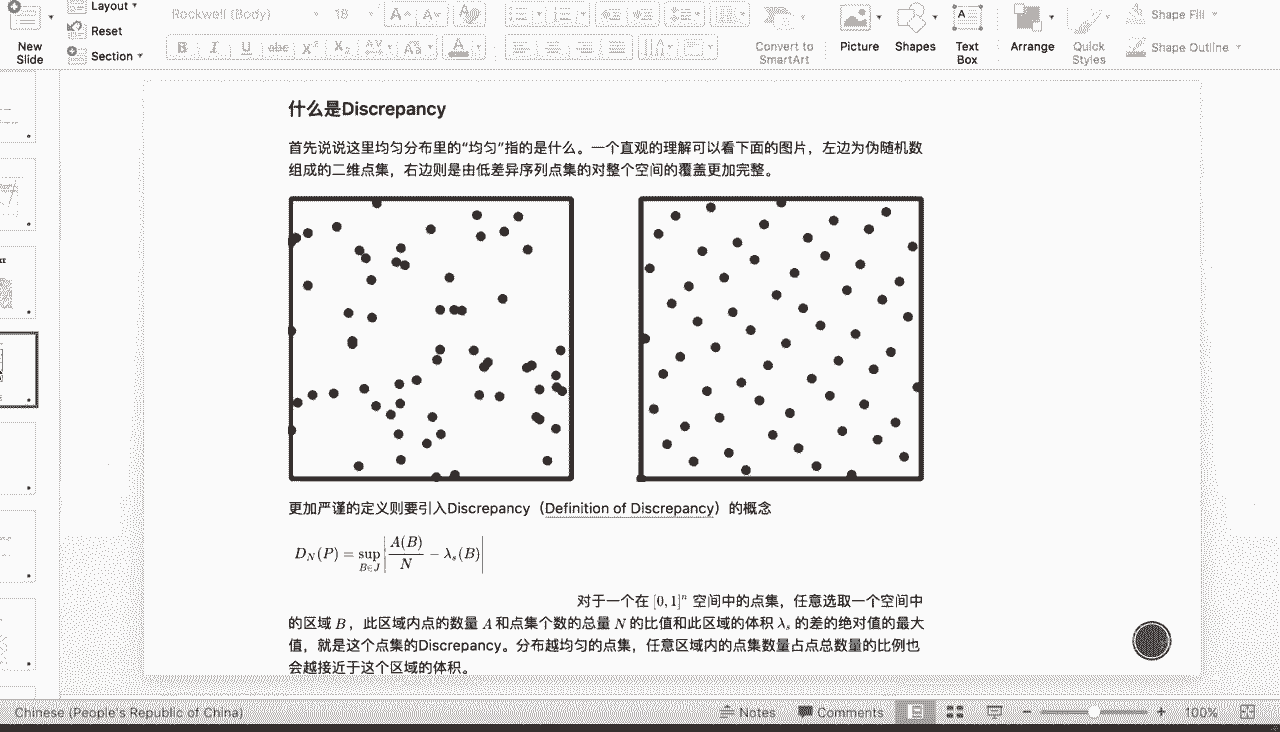 Layout
Rockwell (Body)
18
Reset
New
Slide
Section
B I U abc X² X₂ AV Aa A
Convert to
SmartArt
Picture
Shapes
Text
Box
Arrange
Quick
Styles
Shape Fill
Shape Outline
什么是Discrepancy
首先说说这里均匀分布里的“均匀”指的是什么。一个直观的理解可以看下面的图片，左边为伪随机数
组成的二维点集，右边则是由低差异序列点集的对整个空间的覆盖更加完整。
更加严谨的定义则要引入Discrepancy（Definition of Discrepancy）的概念
D_N(P) = sup_{B∈J} |A(B)/N − λ_s(B)|
对于一个在 [0,1]ⁿ 空间中的点集，任意选取一个空间中
的区域 B，此区域内点的数量 A 和点集个数的总量 N 的比值和此区域的体积 λ_s 的差的绝对值的最大
值，就是这个点集的Discrepancy。分布越均匀的点集，任意区域内的点集数量占点总数量的比例也
会越接近于这个区域的体积。
Chinese (People's Republic of China)
Notes
Comments
100%